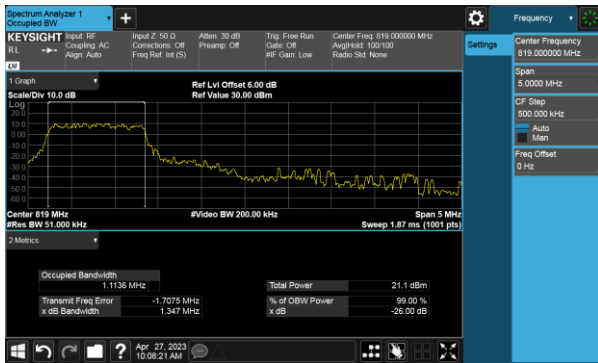 Spectrum Analyzer 1
Occupied BW
+
Frequency
KEYSIGHT
RL
Input: RF
Coupling: AC
Align: Auto
Input Z: 50 Ω
Corrections: Off
Freq Ref: Int (S)
Atten: 30 dB
Preamp: Off
Trig: Free Run
Gate: Off
#IF Gain: Low
Center Freq: 819.000000 MHz
Avg|Hold: 100/100
Radio Std: None
Settings
Center Frequency
819.000000 MHz
Span
5.0000 MHz
CF Step
500.000 kHz
Auto
Man
Freq Offset
0 Hz
1 Graph
Scale/Div 10.0 dB
Ref Lvl Offset 6.00 dB
Ref Value 30.00 dBm
Log
20.0
10.0
0.00
-10.0
-20.0
-30.0
-40.0
-50.0
-60.0
Center 819 MHz
#Res BW 51.000 kHz
#Video BW 200.00 kHz
Span 5 MHz
Sweep 1.87 ms (1001 pts)
2 Metrics
Occupied Bandwidth
1.1136 MHz
Total Power 21.1 dBm
Transmit Freq Error -1.7075 MHz
% of OBW Power 99.00 %
x dB Bandwidth 1.347 MHz
x dB -26.00 dB
?
Apr 27, 2023
10:08:21 AM